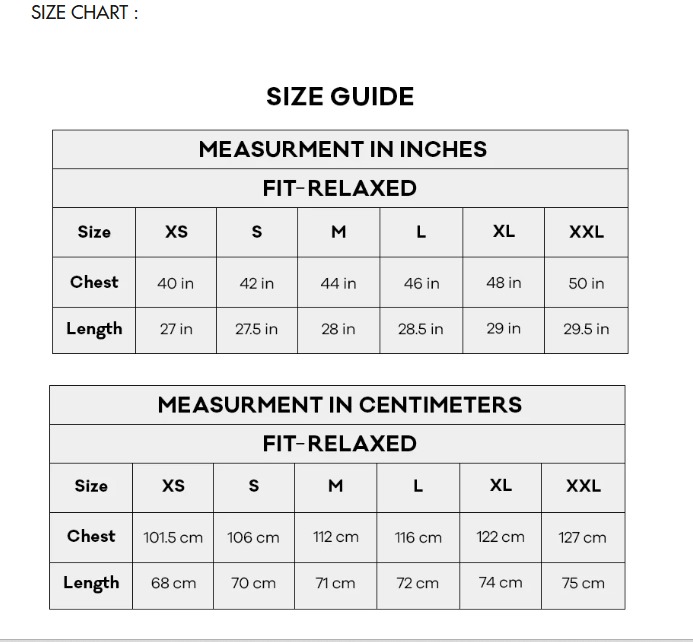 SIZE CHART :
SIZE GUIDE
MEASURMENT IN INCHES
FIT-RELAXED
Size XS S M L XL XXL
Chest 40 in 42 in 44 in 46 in 48 in 50 in
Length 27 in 27.5 in 28 in 28.5 in 29 in 29.5 in
MEASURMENT IN CENTIMETERS
FIT-RELAXED
Size XS S M L XL XXL
Chest 101.5 cm 106 cm 112 cm 116 cm 122 cm 127 cm
Length 68 cm 70 cm 71 cm 72 cm 74 cm 75 cm